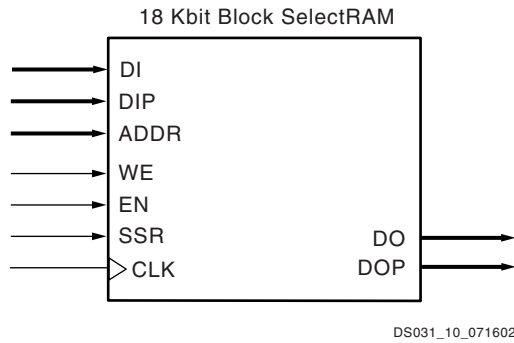 18 Kbit Block SelectRAM
DI
DIP
ADDR
WE
EN
SSR
CLK
DO
DOP
DS031_10_071602